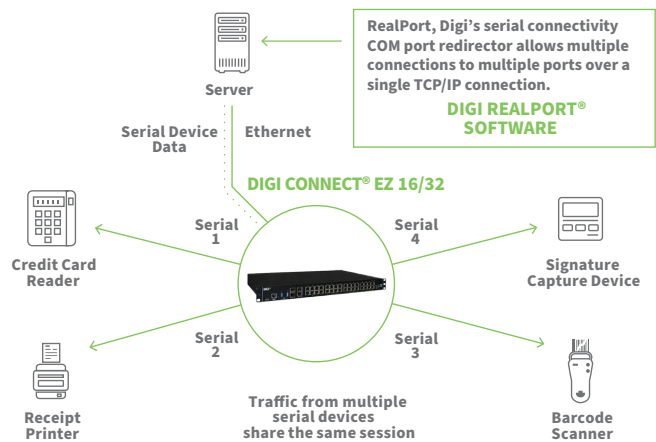 RealPort, Digi's serial connectivity
COM port redirector allows multiple
connections to multiple ports over a
single TCP/IP connection.
DIGI REALPORT®
SOFTWARE
Server
Serial Device
Data
Ethernet
DIGI CONNECT® EZ 16/32
Serial
1
Serial
4
Credit Card
Reader
Signature
Capture Device
Serial
2
Serial
3
Receipt
Printer
Traffic from multiple
serial devices
share the same session
Barcode
Scanner